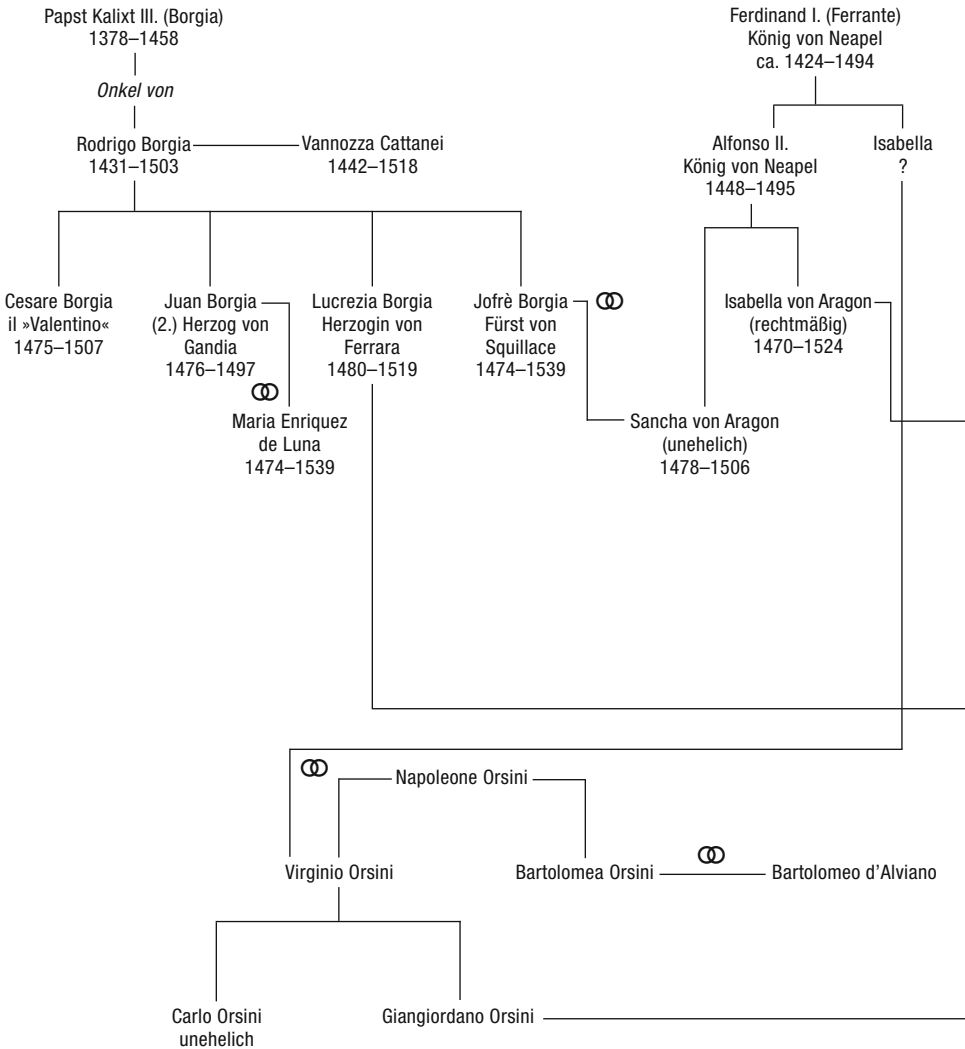 Papst Kalixt III. (Borgia)
1378–1458
Onkel von
Rodrigo Borgia
1431–1503
Vannozza Cattanei
1442–1518
Ferdinand I. (Ferrante)
König von Neapel
ca. 1424–1494
Alfonso II.
König von Neapel
1448–1495
Isabella
?
Cesare Borgia
il »Valentino«
1475–1507
Juan Borgia
(2.) Herzog von
Gandia
1476–1497
Lucrezia Borgia
Herzogin von
Ferrara
1480–1519
Jofrè Borgia
Fürst von
Squillace
1474–1539
Isabella von Aragon
(rechtmäßig)
1470–1524
Maria Enriquez
de Luna
1474–1539
Sancha von Aragon
(unehelich)
1478–1506
Napoleone Orsini
Virginio Orsini
Bartolomea Orsini
Bartolomeo d'Alviano
Carlo Orsini
unehelich
Giangiordano Orsini